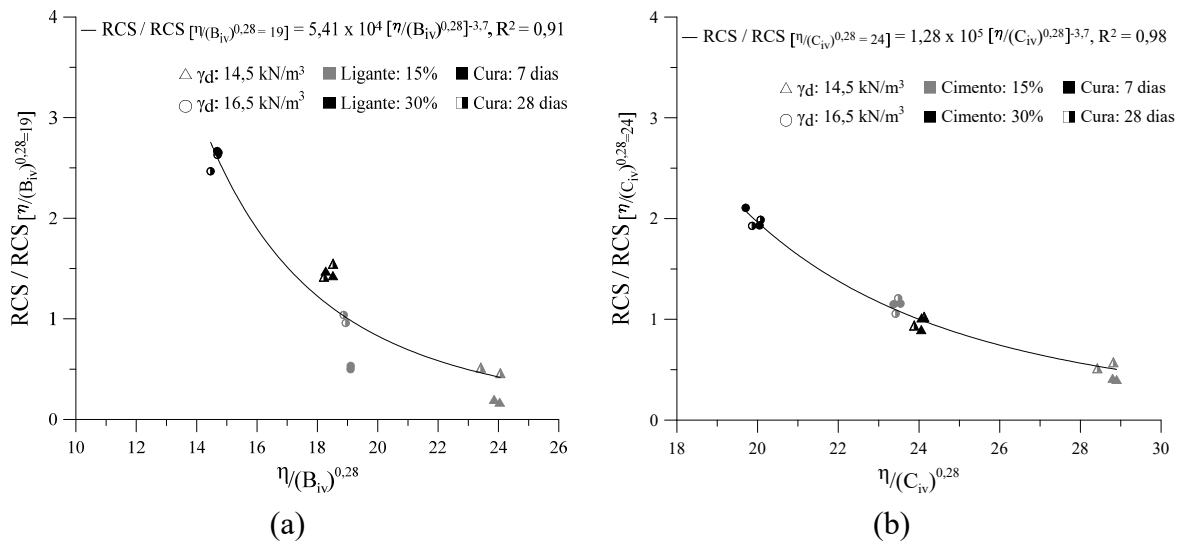 (a)
— RCS / RCS [η/(Biv)^0,28 = 19] = 5,41 x 10^4 [η/(Biv)^0,28]^-3,7, R^2 = 0,91
△ γd: 14,5 kN/m³ ■ Ligante: 15% ■ Cura: 7 dias
○ γd: 16,5 kN/m³ ■ Ligante: 30% ◨ Cura: 28 dias
RCS / RCS[η/(Biv)^0,28=19]
4
3
2
1
0
10 12 14 16 18 20 22 24 26
η/(Biv)^0,28
(a)
(b)
— RCS / RCS [η/(Civ)^0,28 = 24] = 1,28 x 10^5 [η/(Civ)^0,28]^-3,7, R^2 = 0,98
△ γd: 14,5 kN/m³ ■ Cimento: 15% ■ Cura: 7 dias
○ γd: 16,5 kN/m³ ■ Cimento: 30% ◨ Cura: 28 dias
RCS / RCS[η/(Civ)^0,28=24]
4
3
2
1
0
18 20 22 24 26 28 30
η/(Civ)^0,28
(b)